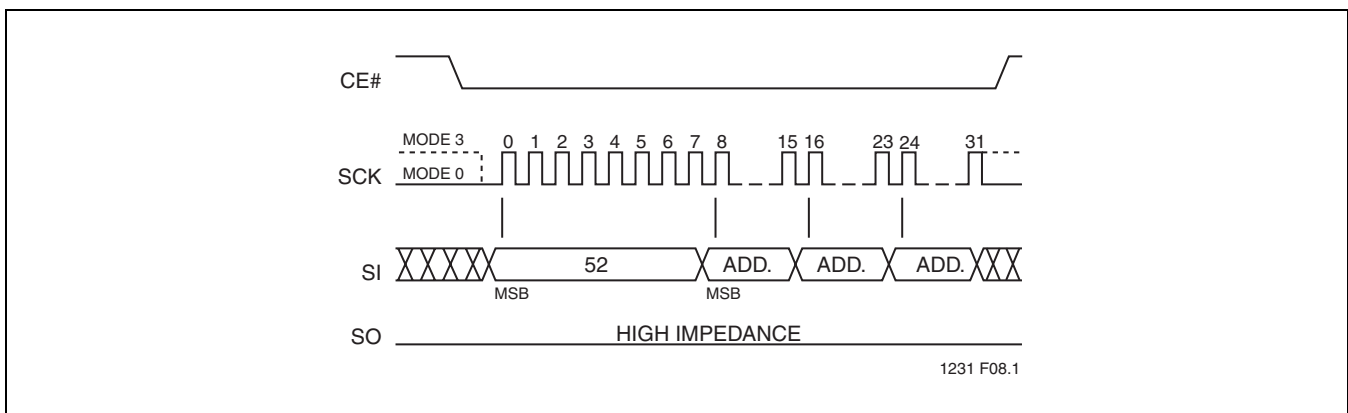 CE#
MODE 3
0 1 2 3 4 5 6 7 8 15 16 23 24 31
SCK
MODE 0
SI
52
ADD.
ADD.
ADD.
MSB
MSB
SO
HIGH IMPEDANCE
1231 F08.1